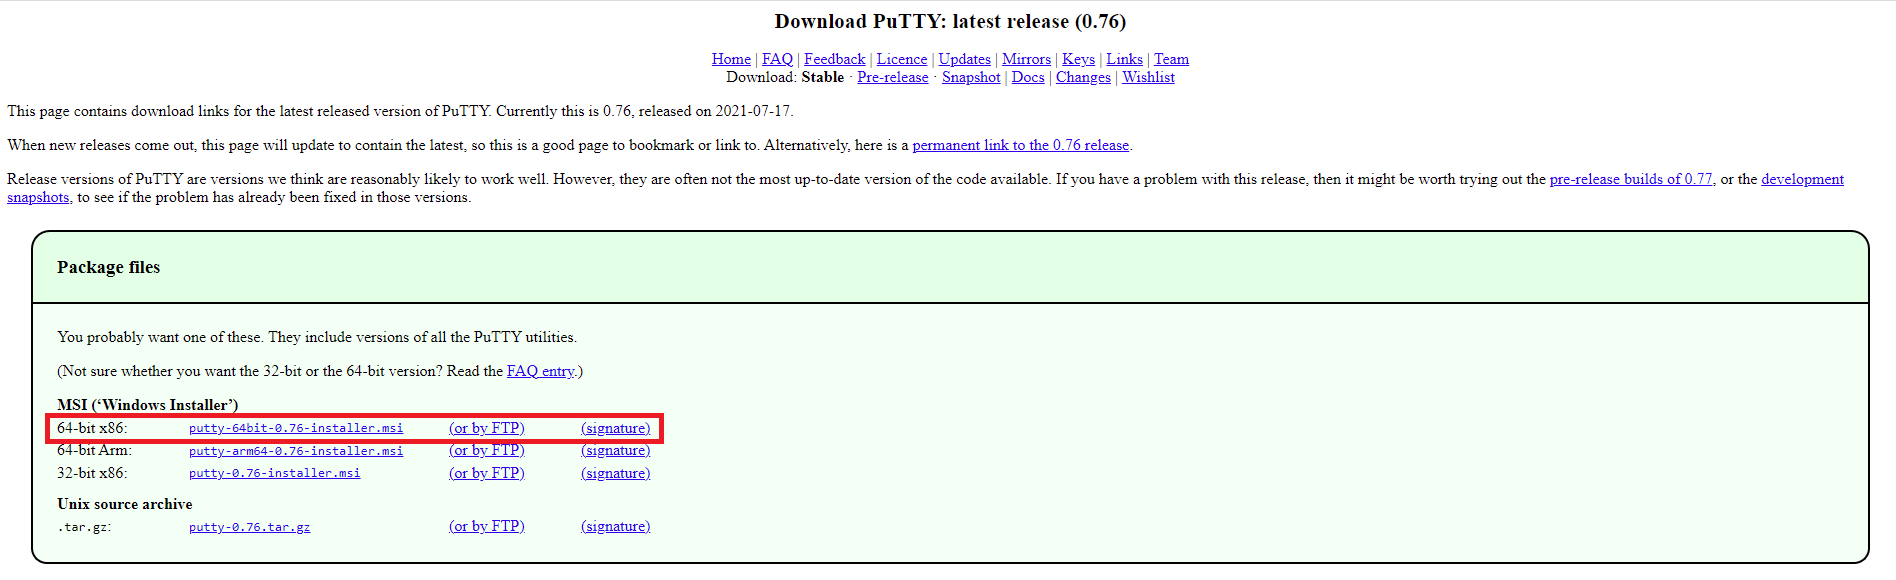 Download PuTTY: latest release (0.76)
Home | FAQ | Feedback | Licence | Updates | Mirrors | Keys | Links | Team
Download: Stable · Pre-release · Snapshot | Docs | Changes | Wishlist
This page contains download links for the latest released version of PuTTY. Currently this is 0.76, released on 2021-07-17.
When new releases come out, this page will update to contain the latest, so this is a good page to bookmark or link to. Alternatively, here is a permanent link to the 0.76 release.
Release versions of PuTTY are versions we think are reasonably likely to work well. However, they are often not the most up-to-date version of the code available. If you have a problem with this release, then it might be worth trying out the pre-release builds of 0.77, or the development
snapshots, to see if the problem has already been fixed in those versions.
Package files
You probably want one of these. They include versions of all the PuTTY utilities.
(Not sure whether you want the 32-bit or the 64-bit version? Read the FAQ entry.)
MSI (‘Windows Installer’)
64-bit x86: putty-64bit-0.76-installer.msi (or by FTP) (signature)
64-bit Arm: putty-arm64-0.76-installer.msi (or by FTP) (signature)
32-bit x86: putty-0.76-installer.msi (or by FTP) (signature)
Unix source archive
.tar.gz: putty-0.76.tar.gz (or by FTP) (signature)